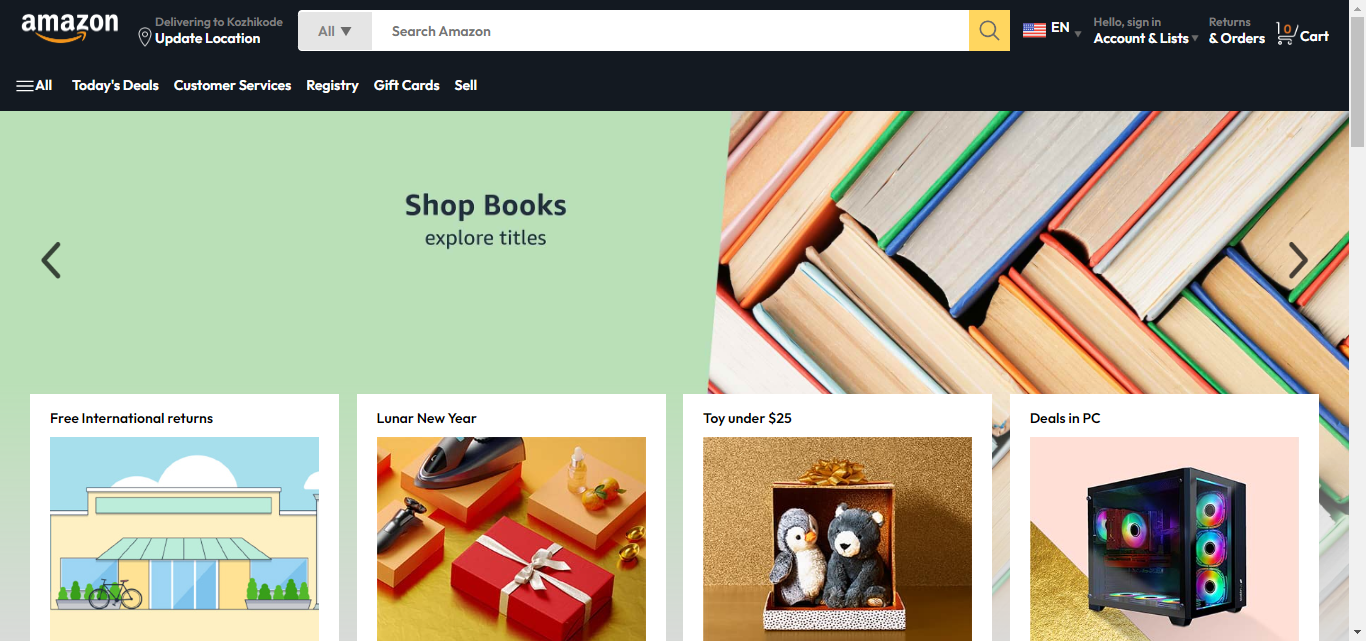 amazon
Delivering to Kozhikode
Update Location
All ▼
Search Amazon
EN
Hello, sign in
Account & Lists
Returns
& Orders
0
Cart
All
Today's Deals
Customer Services
Registry
Gift Cards
Sell
Shop Books
explore titles
Free International returns
Lunar New Year
Toy under $25
Deals in PC